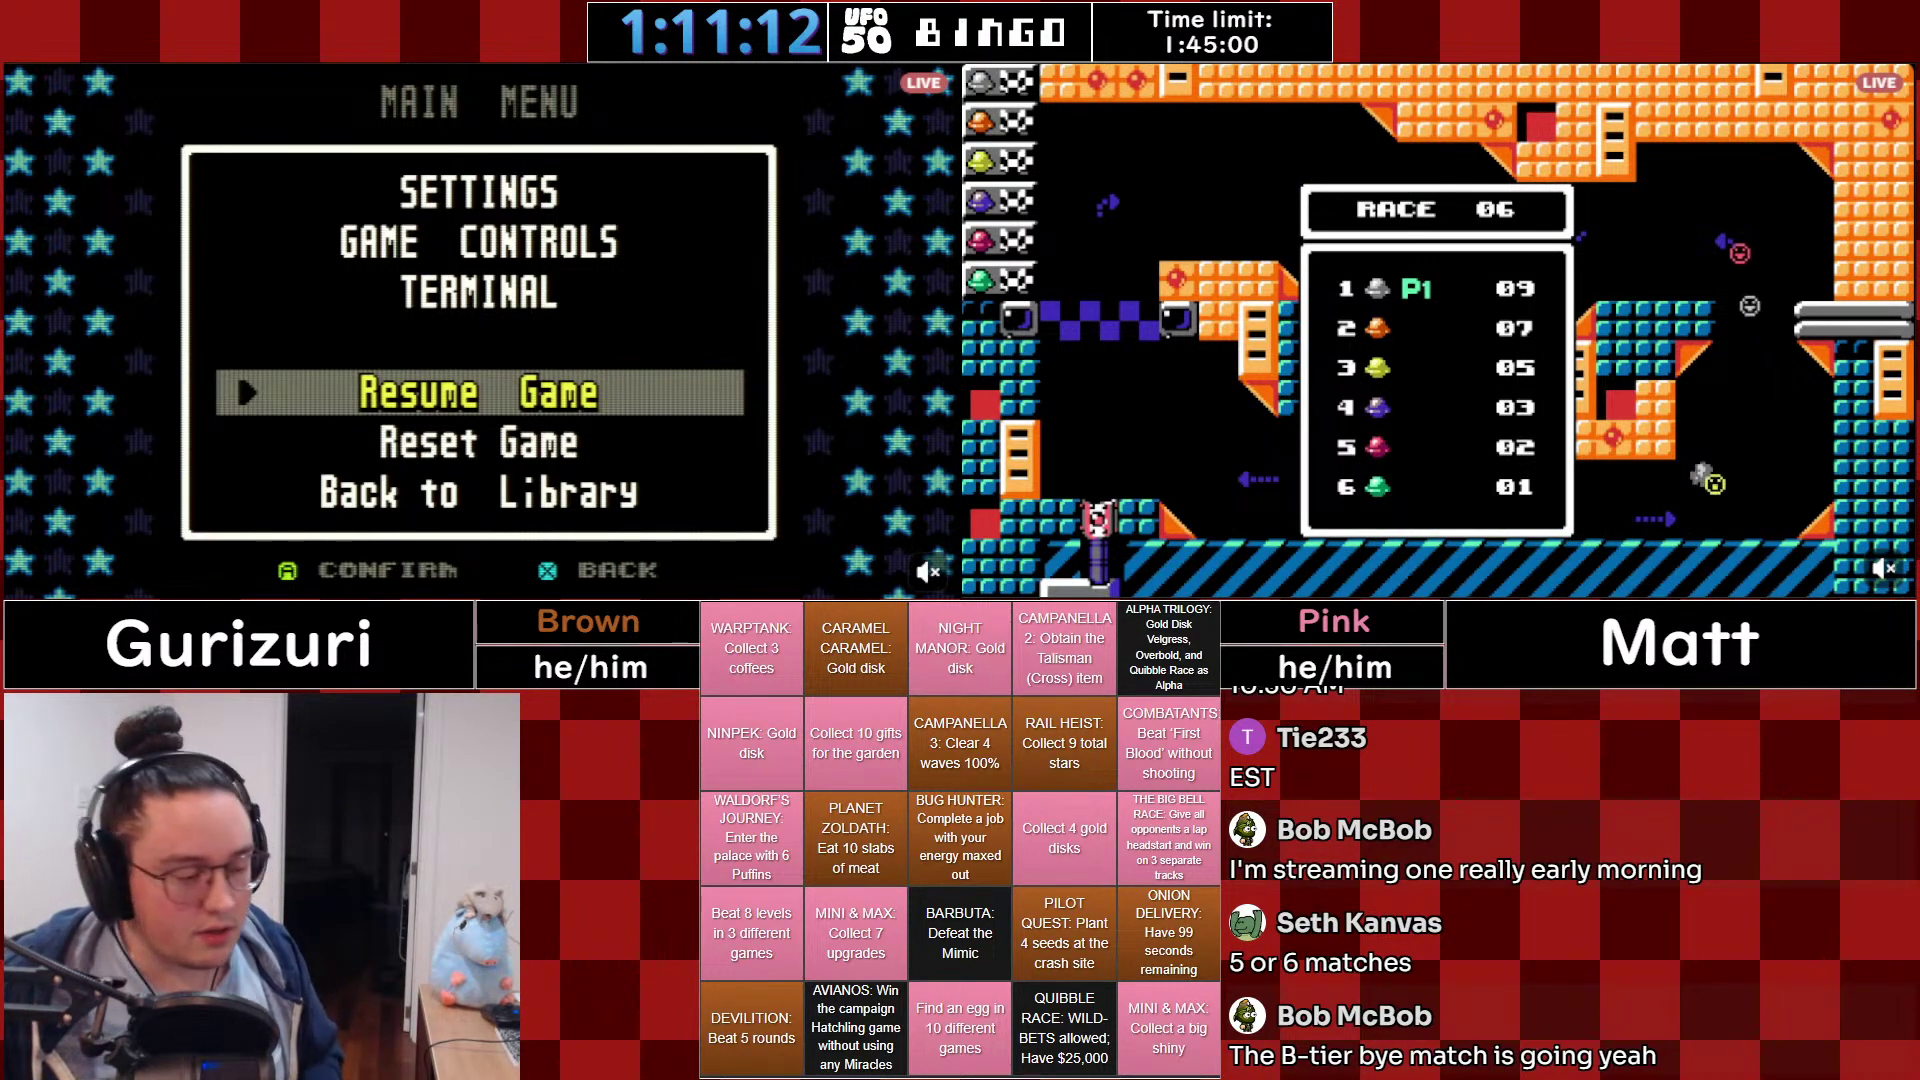 1:11:12
UFO 50
BINGO
Time limit:
1:45:00
MAIN MENU
LIVE
SETTINGS
GAME CONTROLS
TERMINAL
Resume Game
Reset Game
Back to Library
A CONFIRM
X BACK
LIVE
RACE 06
1 P1 09
2 07
3 05
4 03
5 02
6 01
Gurizuri
Brown
he/him
Pink
he/him
Matt
WARPTANK:
Collect 3
coffees
CARAMEL
CARAMEL:
Gold disk
NIGHT
MANOR: Gold
disk
CAMPANELLA
2: Obtain the
Talisman
(Cross) item
ALPHA TRILOGY:
Gold Disk
Velgress,
Overbold, and
Quibble Race as
Alpha
NINPEK: Gold
disk
Collect 10 gifts
for the garden
CAMPANELLA
3: Clear 4
waves 100%
RAIL HEIST:
Collect 9 total
stars
COMBATANTS:
Beat 'First
Blood' without
shooting
WALDORF'S
JOURNEY:
Enter the
palace with 6
Puffins
PLANET
ZOLDATH:
Eat 10 slabs
of meat
BUG HUNTER:
Complete a job
with your
energy maxed
out
Collect 4 gold
disks
THE BIG BELL
RACE: Give all
opponents a lap
headstart and win
on 3 separate
tracks
Beat 8 levels
in 3 different
games
MINI & MAX:
Collect 7
upgrades
BARBUTA:
Defeat the
Mimic
PILOT
QUEST: Plant
4 seeds at the
crash site
ONION
DELIVERY:
Have 99
seconds
remaining
DEVILITION:
Beat 5 rounds
AVIANOS: Win
the campaign
Hatchling game
without using
any Miracles
Find an egg in
10 different
games
QUIBBLE
RACE: WILD-
BETS allowed;
Have $25,000
MINI & MAX:
Collect a big
shiny
T Tie233
EST
Bob McBob
I'm streaming one really early morning
Seth Kanvas
5 or 6 matches
Bob McBob
The B-tier bye match is going yeah